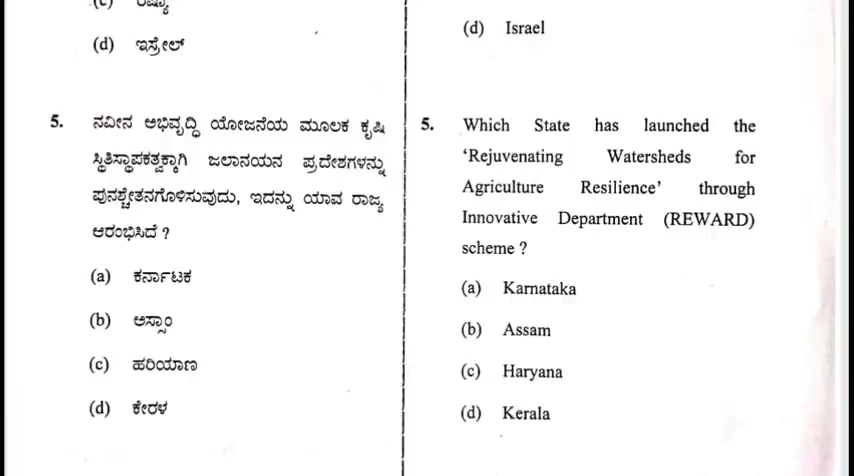 (c) ರಷ್ಯಾ
(d) ಇಸ್ರೇಲ್
5. ನವೀನ ಅಭಿವೃದ್ಧಿ ಯೋಜನೆಯ ಮೂಲಕ ಕೃಷಿ
ಸ್ಥಿತಿಸ್ಥಾಪಕತ್ವಕ್ಕಾಗಿ ಜಲಾನಯನ ಪ್ರದೇಶಗಳನ್ನು
ಪುನಶ್ಚೇತನಗೊಳಿಸುವುದು, ಇದನ್ನು ಯಾವ ರಾಜ್ಯ
ಆರಂಭಿಸಿದೆ ?
(a) ಕರ್ನಾಟಕ
(b) ಅಸ್ಸಾಂ
(c) ಹರಿಯಾಣ
(d) ಕೇರಳ
(d) Israel
5. Which State has launched the
‘Rejuvenating Watersheds for
Agriculture Resilience’ through
Innovative Department (REWARD)
scheme ?
(a) Karnataka
(b) Assam
(c) Haryana
(d) Kerala